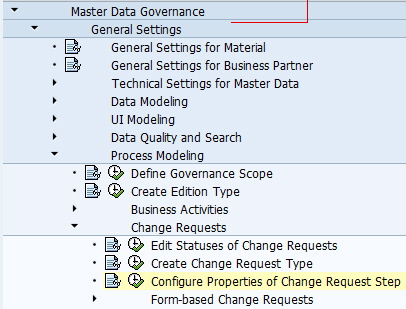 Master Data Governance
General Settings
General Settings for Material
General Settings for Business Partner
Technical Settings for Master Data
Data Modeling
UI Modeling
Data Quality and Search
Process Modeling
Define Governance Scope
Create Edition Type
Business Activities
Change Requests
Edit Statuses of Change Requests
Create Change Request Type
Configure Properties of Change Request Step
Form-based Change Requests